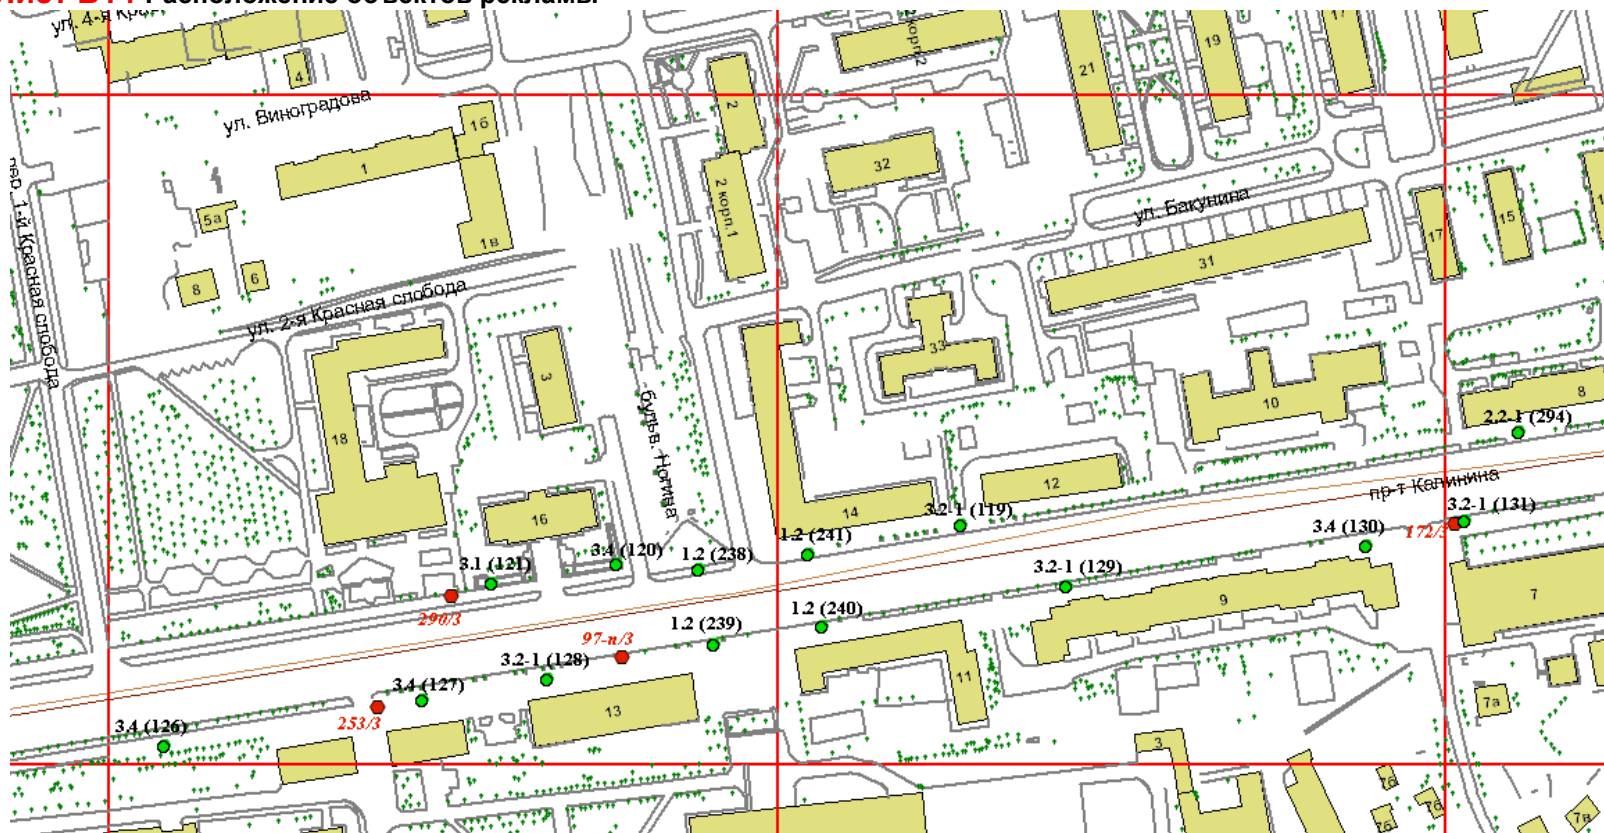 Расположение объектов рекламы
ул. 4-я
4
ул. Виноградова
1б
1
1в
5а
8
6
2
2 корп.1
32
21
19
17
ул. Бакунина
31
17
15
пер. 1-й Красная слобода
ул. 2-я Красная слобода
18
3
бульв. Ногина
16
33
10
12
14
8
2.2-1 (294)
пр-т Калинина
3.2-1 (119)
3.2-1 (131)
172/3
3.4 (130)
1.2 (241)
1.2 (238)
3.4 (120)
3.1 (121)
290/3
3.2-1 (129)
9
7
1.2 (240)
1.2 (239)
97-п/3
3.2-1 (128)
3.4 (127)
253/3
3.4 (126)
13
11
3
7а
7б
7б
7б
7в